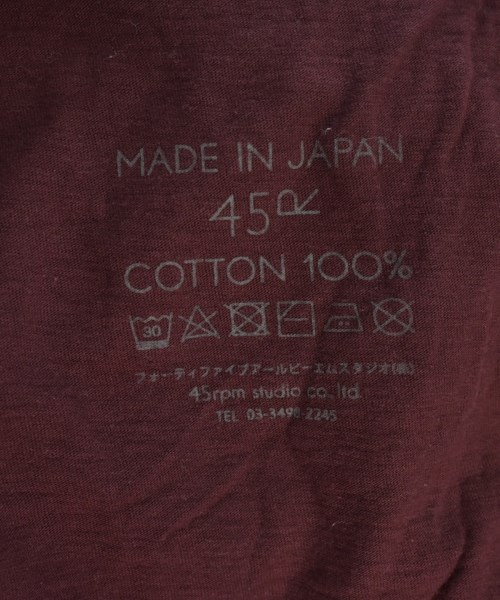 MADE IN JAPAN
45R
COTTON 100%
30
フォーティファイブアールピーエムスタジオ(株)
45rpm studio co.,ltd.
TEL 03-3498-2245